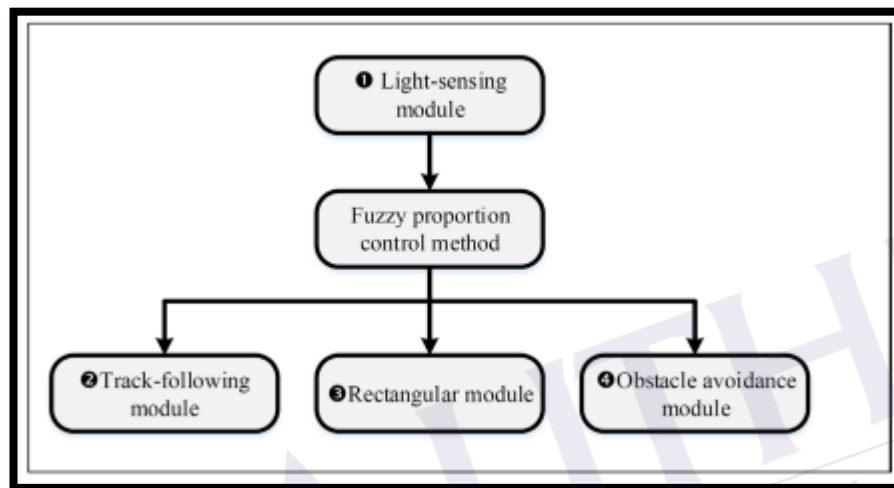 ❶ Light-sensing
module
Fuzzy proportion
control method
❷Track-following
module
❸Rectangular module
❹Obstacle avoidance
module